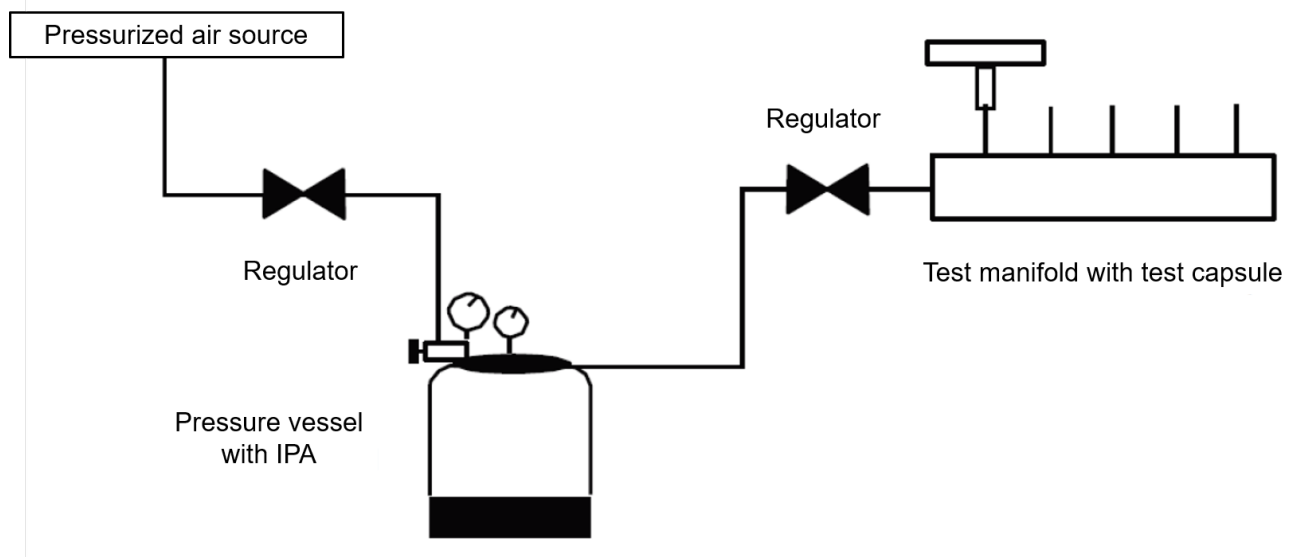 Pressurized air source
Regulator
Regulator
Test manifold with test capsule
Pressure vessel
with IPA